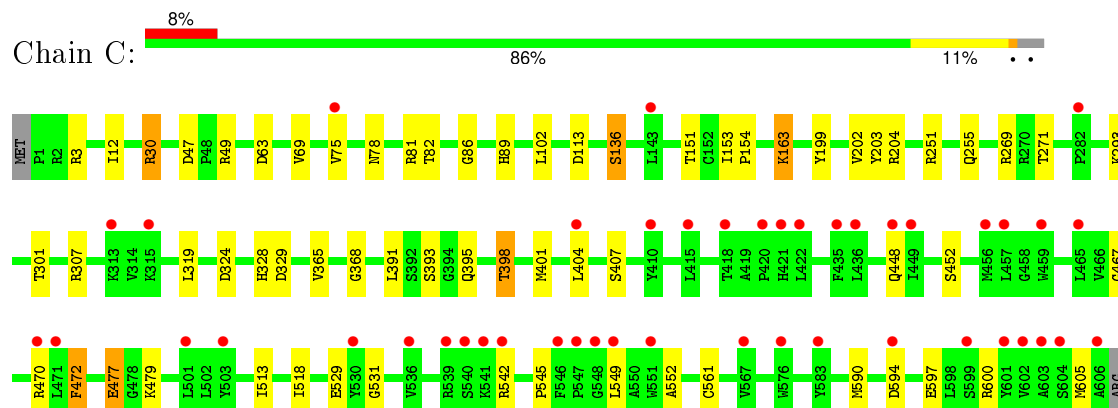 8%
Chain C:
86% 11% • •
MET P1 R2 R3 I12 R30 D47 P48 R49 D63 V69 V75 N78 R81 T82 G86 H89 L102 D113 S136 L143 T151 C152 I153 P154 K163 Y199 V202 Y203 R204 R251 Q255 R269 R270 T271 P282 K293
T301 R307 K313 V314 K315 L319 D324 H328 D329 V365 G368 L391 S392 S393 G394 Q395 T398 M401 L404 S407 Y410 L415 T418 A419 P420 H421 L422 F435 L436 Q448 I449 S452 M456 L457 G458 W459 L465 V466
R470 L471 F472 E477 G478 K479 L501 L502 Y503 I513 I518 E529 Y530 G531 V536 R539 S540 K541 R542 P545 F546 P547 G548 L549 A550 W551 A552 C561 V567 W576 Y583 M590 D594 E597 L598 S599 R600 Y601 V602 A603 S604 M605 A606